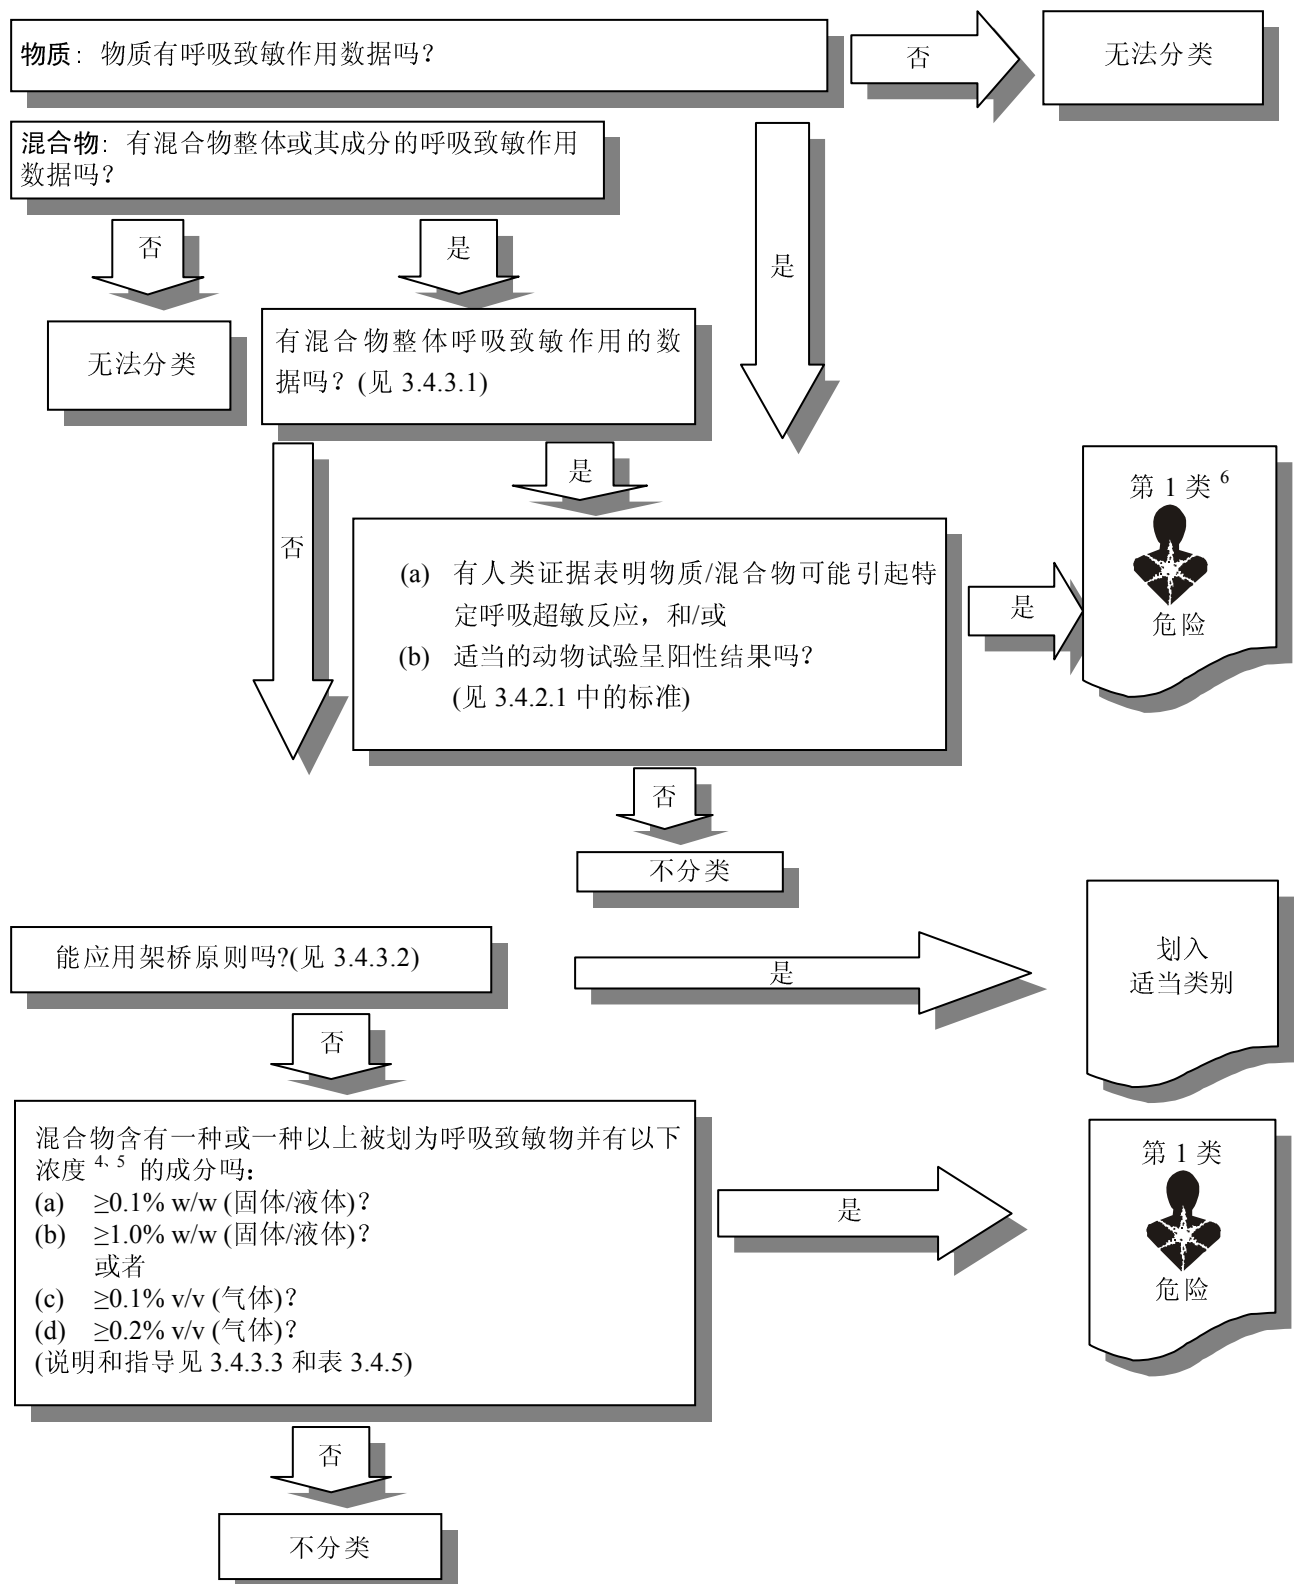 物质：物质有呼吸致敏作用数据吗？
否
无法分类
混合物：有混合物整体或其成分的呼吸致敏作用
数据吗？
否
是
是
无法分类
有混合物整体呼吸致敏作用的数
据吗？(见 3.4.3.1)
否
是
(a) 有人类证据表明物质/混合物可能引起特
定呼吸超敏反应，和/或
(b) 适当的动物试验呈阳性结果吗？
(见 3.4.2.1 中的标准)
是
第 1 类 6
危险
否
不分类
能应用架桥原则吗?(见 3.4.3.2)
是
划入
适当类别
否
混合物含有一种或一种以上被划为呼吸致敏物并有以下
浓度 4、5 的成分吗：
(a) ≥0.1% w/w (固体/液体)？
(b) ≥1.0% w/w (固体/液体)？
或者
(c) ≥0.1% v/v (气体)？
(d) ≥0.2% v/v (气体)？
(说明和指导见 3.4.3.3 和表 3.4.5)
是
第 1 类
危险
否
不分类